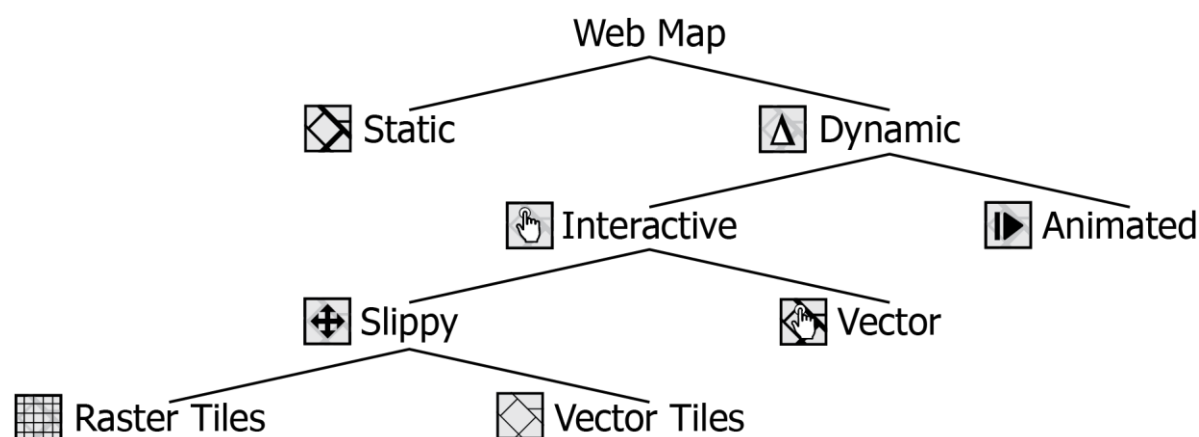 Web Map
Static
Dynamic
Interactive
Animated
Slippy
Vector
Raster Tiles
Vector Tiles